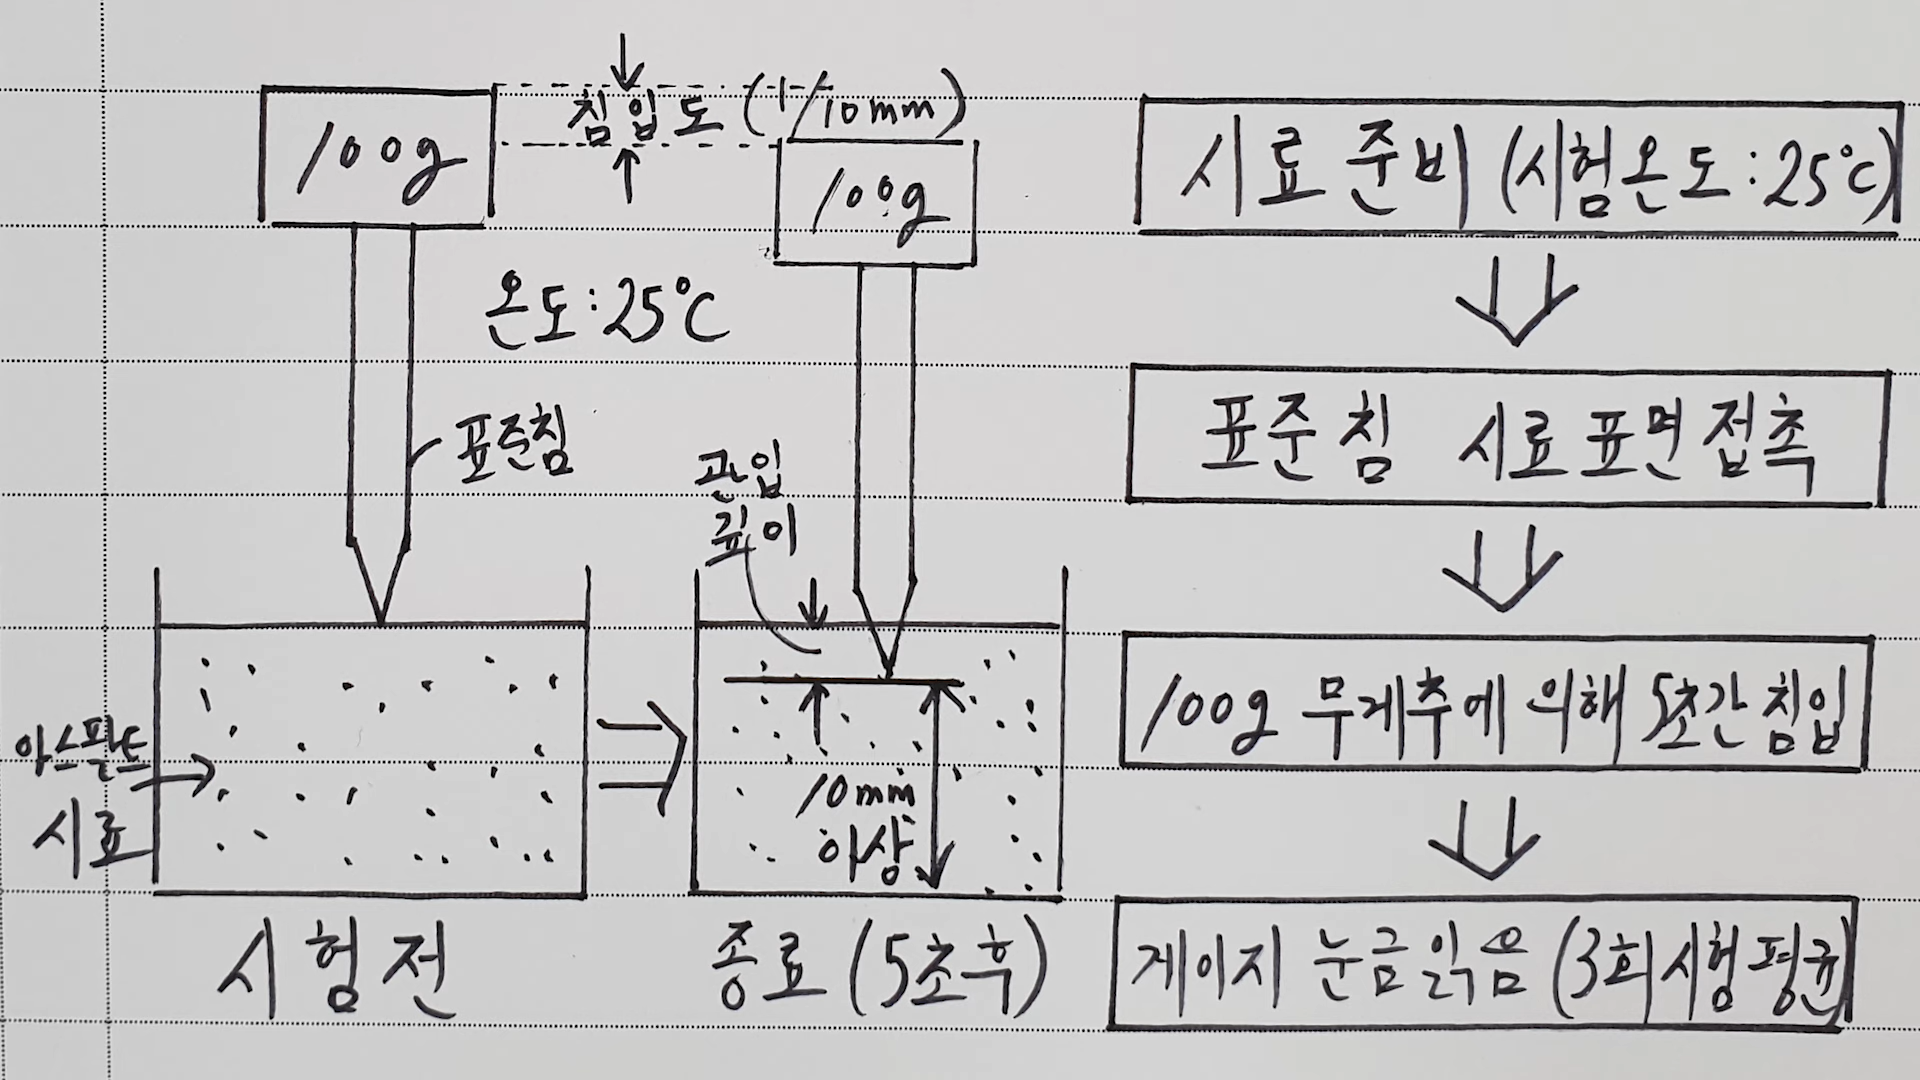 100g
침입도 (1/10mm)
100g
온도:25℃
표준침
관입
깊이
아스팔트
시료
10mm
이상
시험전
종료 (5초후)
시료 준비 (시험온도:25℃)
표준침 시료표면접촉
100g 무게추에 의해 5초간 침입
게이지 눈금읽음 (3회시험평균)